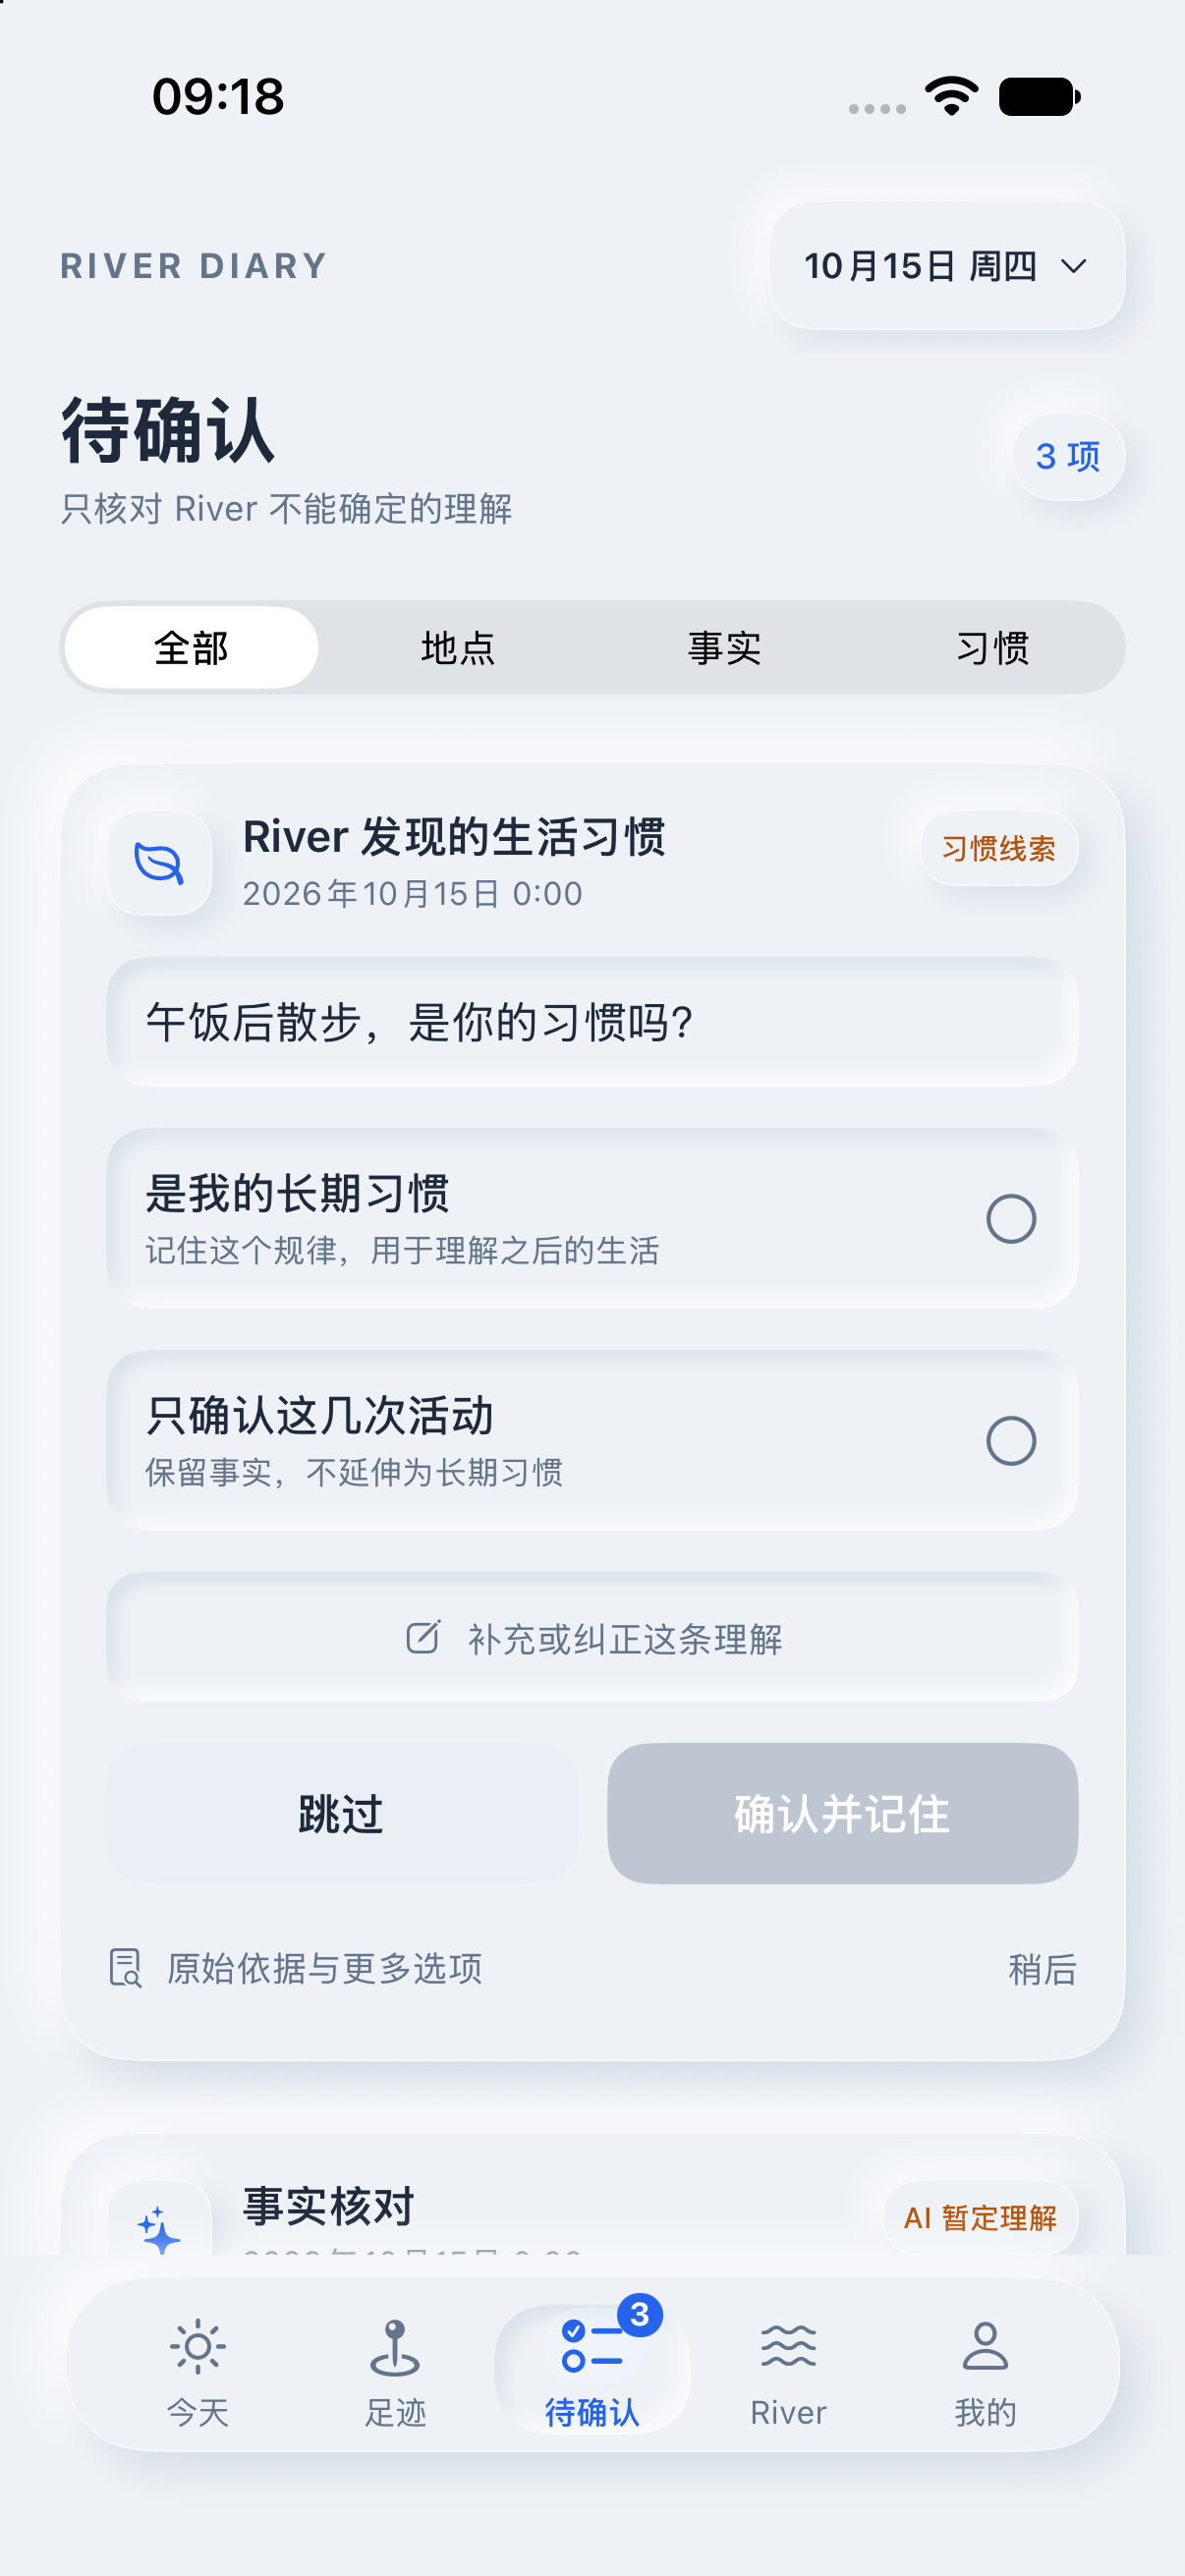 09:18
RIVER DIARY
10月15日 周四
待确认
3 项
只核对 River 不能确定的理解
全部
地点
事实
习惯
River 发现的生活习惯
习惯线索
2026年10月15日 0:00
午饭后散步，是你的习惯吗?
是我的长期习惯
记住这个规律，用于理解之后的生活
只确认这几次活动
保留事实，不延伸为长期习惯
补充或纠正这条理解
跳过
确认并记住
原始依据与更多选项
稍后
事实核对
AI 暂定理解
3
今天
足迹
待确认
River
我的